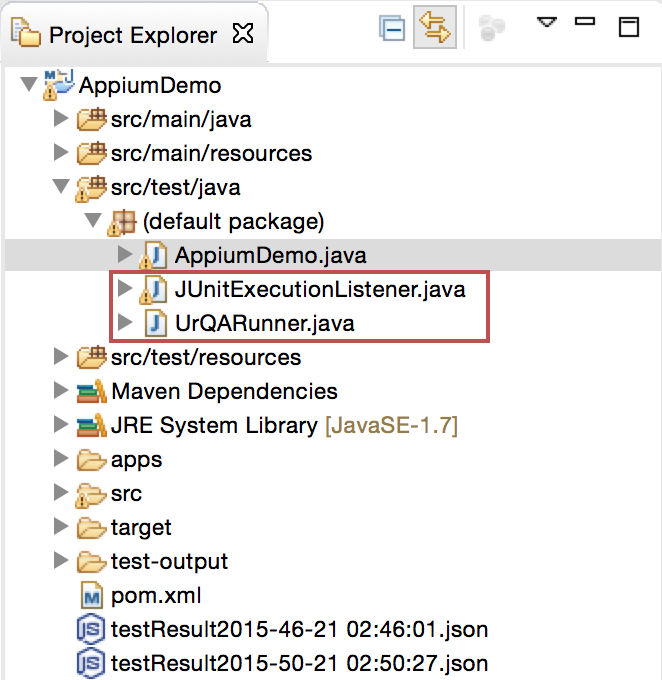 Project Explorer
AppiumDemo
src/main/java
src/main/resources
src/test/java
(default package)
AppiumDemo.java
JUnitExecutionListener.java
UrQARunner.java
src/test/resources
Maven Dependencies
JRE System Library [JavaSE-1.7]
apps
src
target
test-output
pom.xml
testResult2015-46-21 02:46:01.json
testResult2015-50-21 02:50:27.json